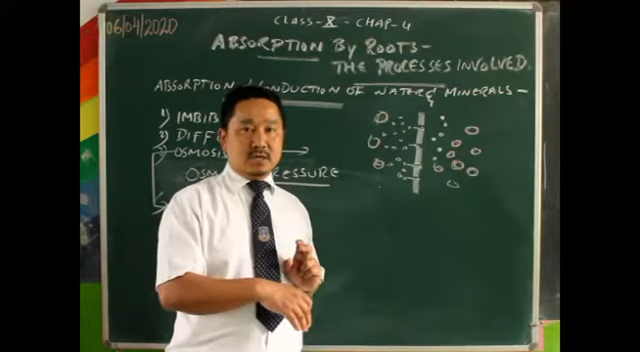 06/04/2020
CLASS-X-CHAP-4
ABSORPTION BY ROOTS-
THE PROCESSES INVOLVED.
ABSORPTION CONDUCTION OF WATER & MINERALS-
1) IMBIB
2) DIFF
3) OSMOSIS
OSM PRESSURE